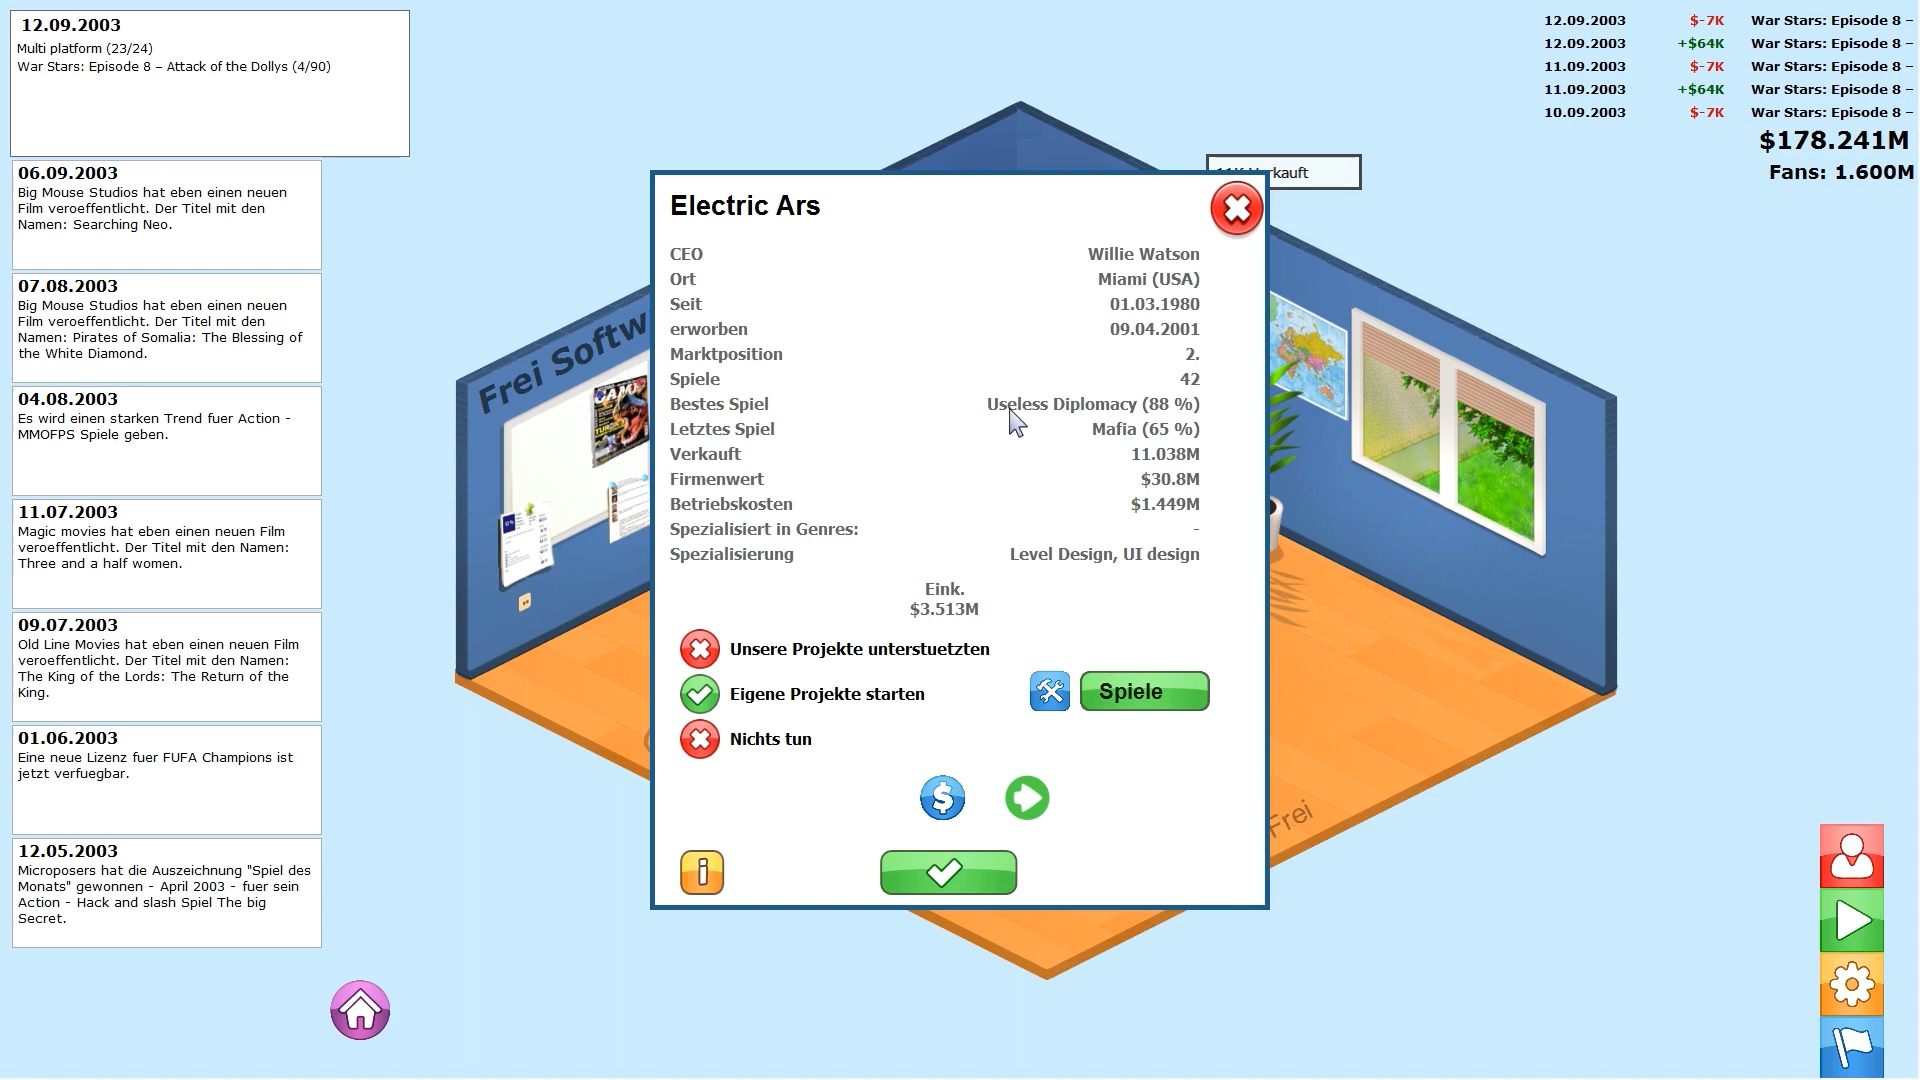 12.09.2003
Multi platform (23/24)
War Stars: Episode 8 – Attack of the Dollys (4/90)
06.09.2003
Big Mouse Studios hat eben einen neuen
Film veroeffentlicht. Der Titel mit den
Namen: Searching Neo.
07.08.2003
Big Mouse Studios hat eben einen neuen
Film veroeffentlicht. Der Titel mit den
Namen: Pirates of Somalia: The Blessing of
the White Diamond.
04.08.2003
Es wird einen starken Trend fuer Action -
MMOFPS Spiele geben.
11.07.2003
Magic movies hat eben einen neuen Film
veroeffentlicht. Der Titel mit den Namen:
Three and a half women.
09.07.2003
Old Line Movies hat eben einen neuen Film
veroeffentlicht. Der Titel mit den Namen:
The King of the Lords: The Return of the
King.
01.06.2003
Eine neue Lizenz fuer FUFA Champions ist
jetzt verfuegbar.
12.05.2003
Microposers hat die Auszeichnung "Spiel des
Monats" gewonnen - April 2003 - fuer sein
Action - Hack and slash Spiel The big
Secret.
12.09.2003 $-7K War Stars: Episode 8 –
12.09.2003 +$64K War Stars: Episode 8 –
11.09.2003 $-7K War Stars: Episode 8 –
11.09.2003 +$64K War Stars: Episode 8 –
10.09.2003 $-7K War Stars: Episode 8 –
$178.241M
Fans: 1.600M
Frei Softw
Electric Ars
CEO Willie Watson
Ort Miami (USA)
Seit 01.03.1980
erworben 09.04.2001
Marktposition 2.
Spiele 42
Bestes Spiel Useless Diplomacy (88 %)
Letztes Spiel Mafia (65 %)
Verkauft 11.038M
Firmenwert $30.8M
Betriebskosten $1.449M
Spezialisiert in Genres: -
Spezialisierung Level Design, UI design
Eink.
$3.513M
Unsere Projekte unterstuetzten
Eigene Projekte starten
Spiele
Nichts tun
Frei